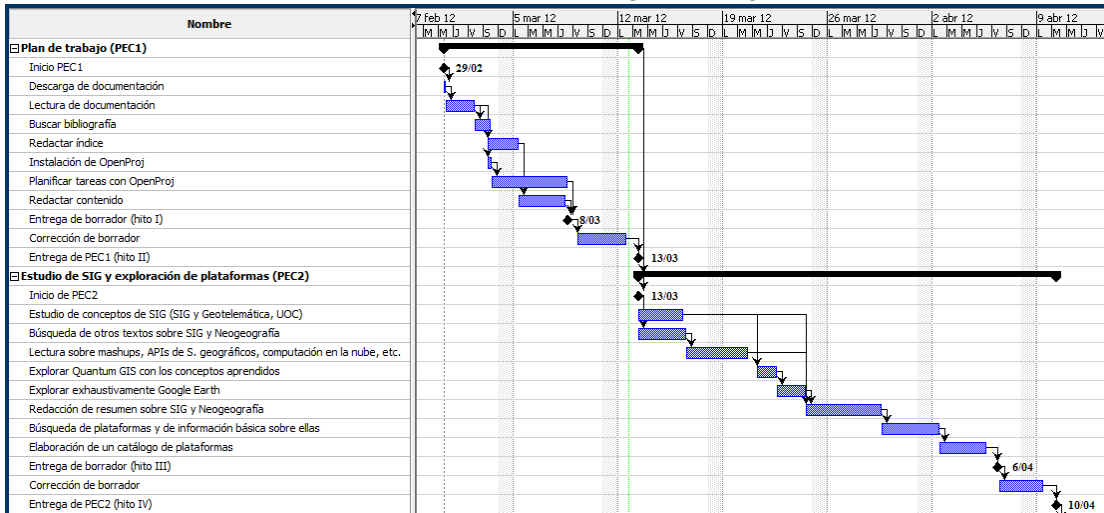 Nombre
7 feb 12 5 mar 12 12 mar 12 19 mar 12 26 mar 12 2 abr 12 9 abr 12
M M J V S D L M M J V S D L M M J V S D L M M J V S D L M M J V S D L M M J V S D L M M J V
Plan de trabajo (PEC1)
Inicio PEC1 29/02
Descarga de documentación
Lectura de documentación
Buscar bibliografía
Redactar índice
Instalación de OpenProj
Planificar tareas con OpenProj
Redactar contenido
Entrega de borrador (hito I) 8/03
Corrección de borrador
Entrega de PEC1 (hito II) 13/03
Estudio de SIG y exploración de plataformas (PEC2)
Inicio de PEC2 13/03
Estudio de conceptos de SIG (SIG y Geotelemática, UOC)
Búsqueda de otros textos sobre SIG y Neogeografía
Lectura sobre mashups, APIs de S. geográficos, computación en la nube, etc.
Explorar Quantum GIS con los conceptos aprendidos
Explorar exhaustivamente Google Earth
Redacción de resumen sobre SIG y Neogeografía
Búsqueda de plataformas y de información básica sobre ellas
Elaboración de un catálogo de plataformas
Entrega de borrador (hito III) 6/04
Corrección de borrador
Entrega de PEC2 (hito IV) 10/04